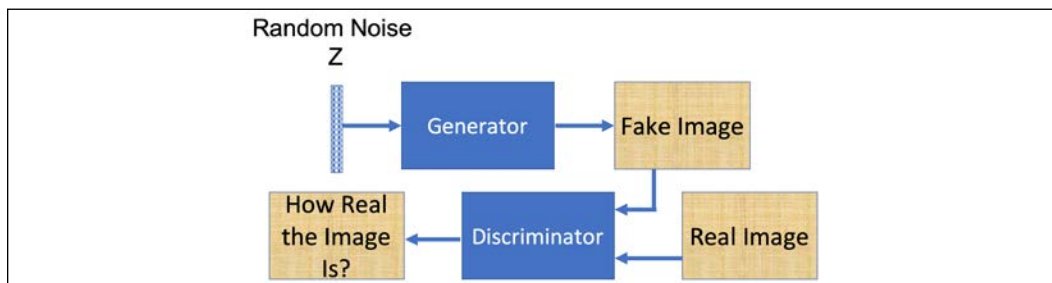 Random Noise
Z
Generator
Fake Image
How Real
the Image
Is?
Discriminator
Real Image